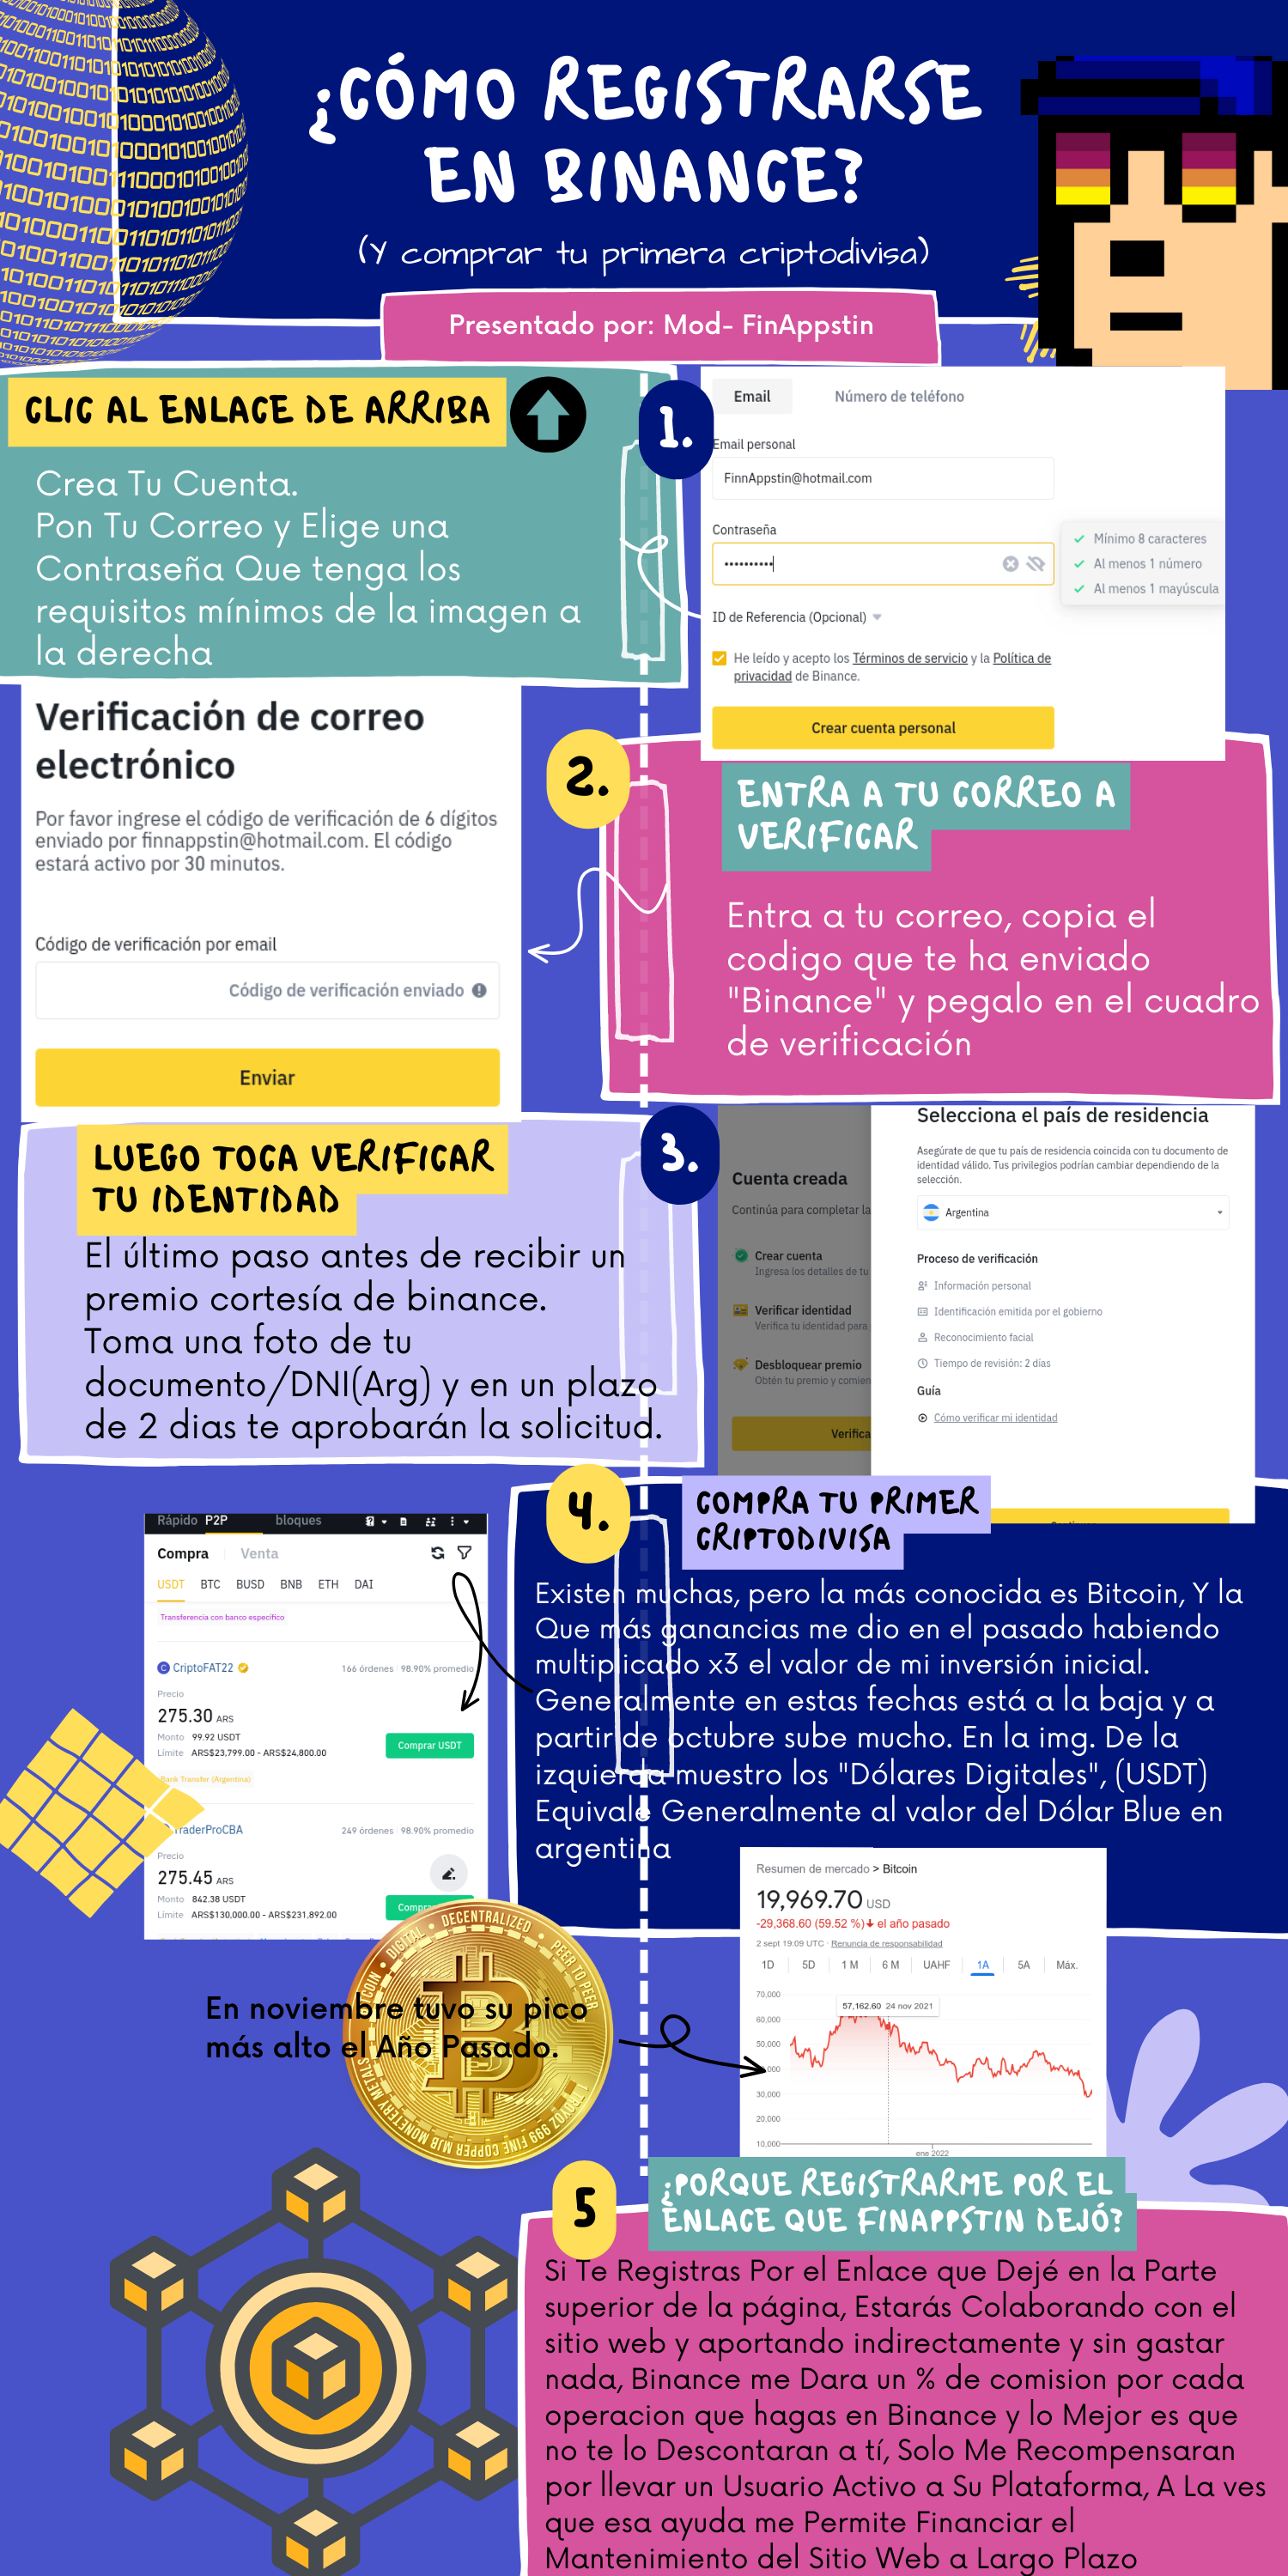 ¿CÓMO REGISTRARSE
EN BINANCE?
(Y comprar tu primera criptodivisa)
Presentado por: Mod- FinAppstin
CLIC AL ENLACE DE ARRIBA
Crea Tu Cuenta.
Pon Tu Correo y Elige una
Contraseña Que tenga los
requisitos mínimos de la imagen a
la derecha
1.
Email Número de teléfono
Email personal
FinnAppstin@hotmail.com
Contraseña
Mínimo 8 caracteres
Al menos 1 número
Al menos 1 mayúscula
ID de Referencia (Opcional)
He leído y acepto los Términos de servicio y la Política de
privacidad de Binance.
Crear cuenta personal
Verificación de correo
electrónico
Por favor ingrese el código de verificación de 6 dígitos
enviado por finnappstin@hotmail.com. El código
estará activo por 30 minutos.
Código de verificación por email
Código de verificación enviado
Enviar
2.
ENTRA A TU CORREO A
VERIFICAR
Entra a tu correo, copia el
codigo que te ha enviado
"Binance" y pegalo en el cuadro
de verificación
LUEGO TOCA VERIFICAR
TU IDENTIDAD
El último paso antes de recibir un
premio cortesía de binance.
Toma una foto de tu
documento/DNI(Arg) y en un plazo
de 2 dias te aprobarán la solicitud.
3.
Cuenta creada
Continúa para completar la
Crear cuenta
Ingresa los detalles de tu
Verificar identidad
Verifica tu identidad para
Desbloquear premio
Obtén tu premio y comien
Verifica
Selecciona el país de residencia
Asegúrate de que tu país de residencia coincida con tu documento de
identidad válido. Tus privilegios podrían cambiar dependiendo de la
selección.
Argentina
Proceso de verificación
Información personal
Identificación emitida por el gobierno
Reconocimiento facial
Tiempo de revisión: 2 días
Guía
Cómo verificar mi identidad
4.
COMPRA TU PRIMER
CRIPTODIVISA
Existen muchas, pero la más conocida es Bitcoin, Y la
Que más ganancias me dio en el pasado habiendo
multiplicado x3 el valor de mi inversión inicial.
Generalmente en estas fechas está a la baja y a
partir de octubre sube mucho. En la img. De la
izquierda muestro los "Dólares Digitales", (USDT)
Equivale Generalmente al valor del Dólar Blue en
argentina
Rápido P2P bloques
Compra Venta
USDT BTC BUSD BNB ETH DAI
Transferencia con banco específico
C CriptoFAT22 166 órdenes 98.90% promedio
Precio
275.30 ARS
Monto 99.92 USDT
Límite ARS$23,799.00 - ARS$24,800.00
Comprar USDT
Bank Transfer (Argentina)
TraderProCBA 249 órdenes 98.90% promedio
Precio
275.45 ARS
Monto 842.38 USDT
Límite ARS$130,000.00 - ARS$231,892.00
Compra
DIGITAL • DECENTRALIZED • PEER TO PEER
1 TROY OZ 999 FINE COPPER MJB MONETARY METALS
En noviembre tuvo su pico
más alto el Año Pasado.
Resumen de mercado > Bitcoin
19,969.70 USD
-29,368.60 (59.52 %) el año pasado
2 sept 19:09 UTC · Renuncia de responsabilidad
1D 5D 1 M 6 M UAHF 1A 5A Máx.
57,162.60 24 nov 2021
70,000
60,000
50,000
30,000
20,000
10,000
ene 2022
5
¿PORQUE REGISTRARME POR EL
ENLACE QUE FINAPPSTIN DEJÓ?
Si Te Registras Por el Enlace que Dejé en la Parte
superior de la página, Estarás Colaborando con el
sitio web y aportando indirectamente y sin gastar
nada, Binance me Dara un % de comision por cada
operacion que hagas en Binance y lo Mejor es que
no te lo Descontaran a tí, Solo Me Recompensaran
por llevar un Usuario Activo a Su Plataforma, A La ves
que esa ayuda me Permite Financiar el
Mantenimiento del Sitio Web a Largo Plazo